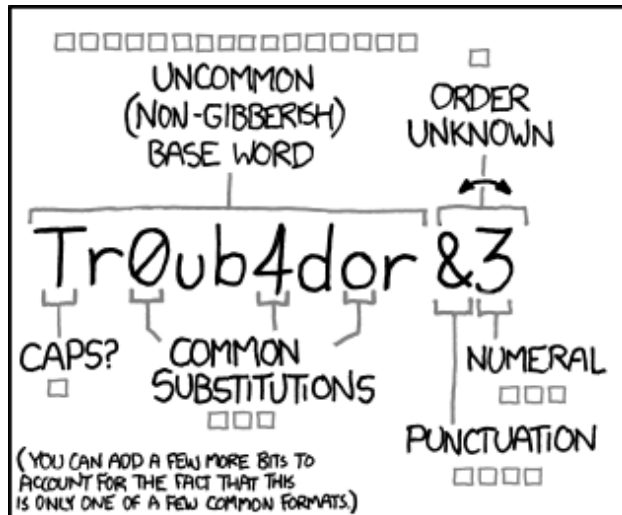 UNCOMMON
(NON-GIBBERISH)
BASE WORD
ORDER
UNKNOWN
Tr0ub4dor &3
CAPS?
COMMON
SUBSTITUTIONS
NUMERAL
PUNCTUATION
(YOU CAN ADD A FEW MORE BITS TO
ACCOUNT FOR THE FACT THAT THIS
IS ONLY ONE OF A FEW COMMON FORMATS.)